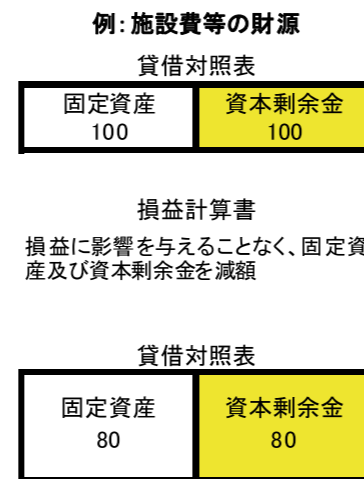 例：施設費等の財源
貸借対照表
固定資産 資本剰余金
100 100
損益計算書
損益に影響を与えることなく、固定資
産及び資本剰余金を減額
貸借対照表
固定資産 資本剰余金
80 80